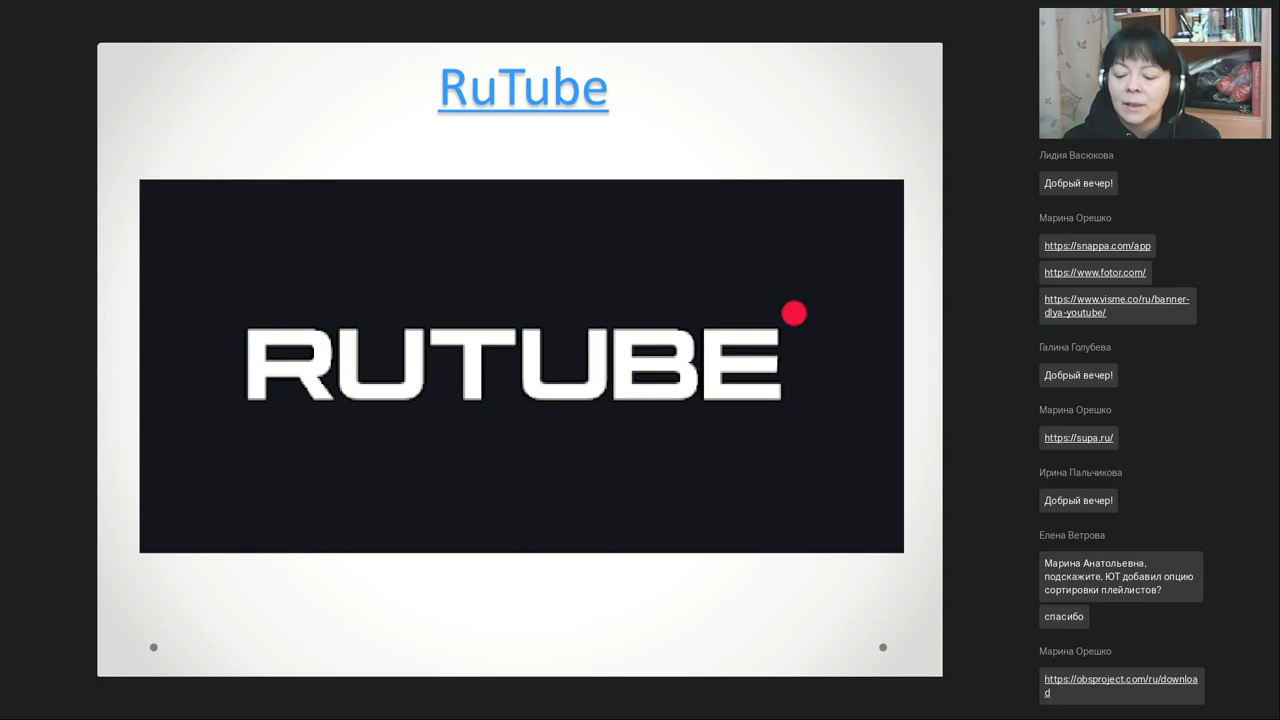 RuTube
RUTUBE
Лидия Васюкова
Добрый вечер!
Марина Орешко
https://snappa.com/app
https://www.fotor.com/
https://www.visme.co/ru/banner-
dlya-youtube/
Галина Голубева
Добрый вечер!
Марина Орешко
https://supa.ru/
Ирина Пальчикова
Добрый вечер!
Елена Ветрова
Марина Анатольевна,
подскажите, ЮТ добавил опцию
сортировки плейлистов?
спасибо
Марина Орешко
https://obsproject.com/ru/downloa
d